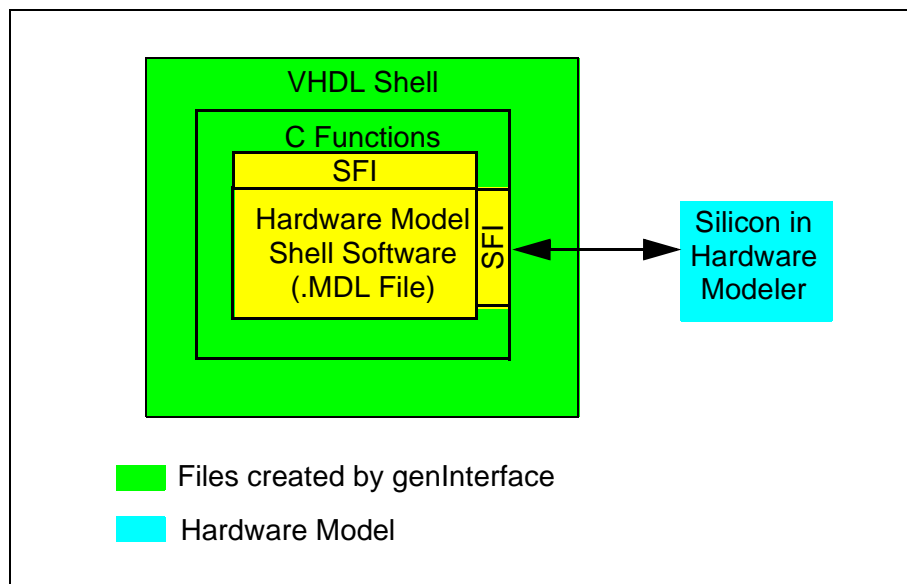 VHDL Shell
C Functions
SFI
Hardware Model
Shell Software
(.MDL File)
SFI
Silicon in
Hardware
Modeler
Files created by genInterface
Hardware Model